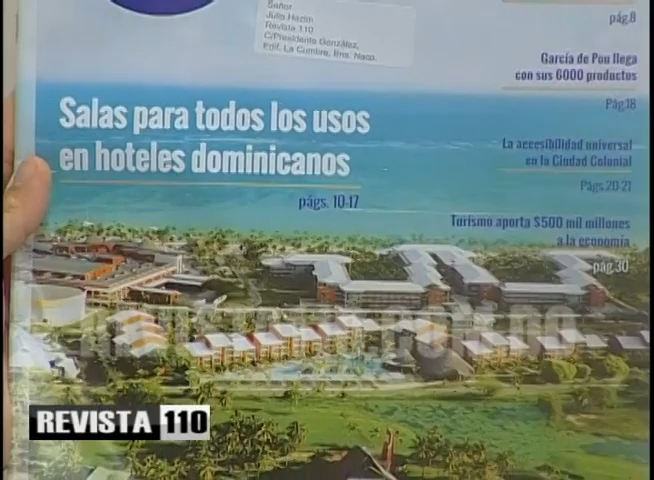 Señor
Julio Hazim
Revista 110
C/Presidente González,
Edif. La Cumbre, Ens. Naco.
pág.8
García de Pou llega
con sus 6000 productos
Pág.18
Salas para todos los usos
en hoteles dominicanos
págs. 10-17
La accesibilidad universal
en la Ciudad Colonial
Págs.20-21
Turismo aporta $500 mil millones
a la economía
pág.30
REVISTA 110